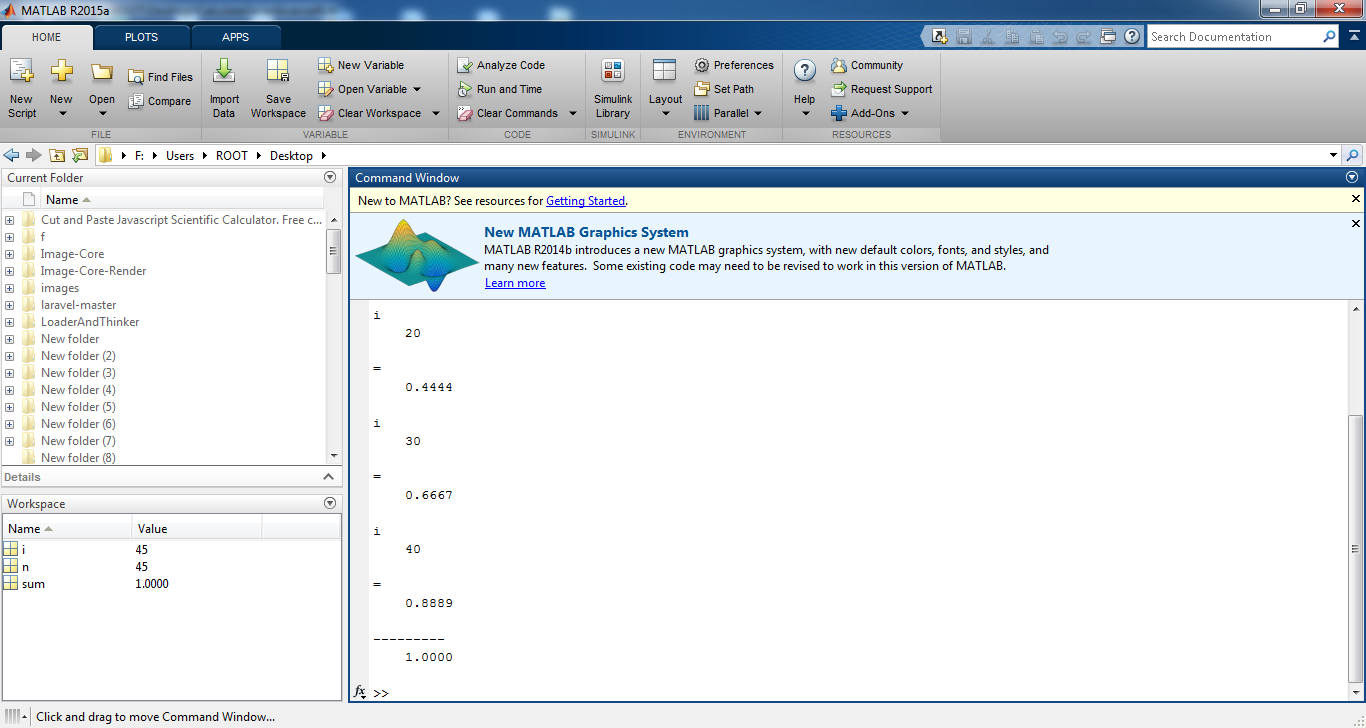 MATLAB R2015a
HOME PLOTS APPS
Search Documentation
New Script
New
Open
Find Files
Compare
FILE
Import Data
Save Workspace
New Variable
Open Variable
Clear Workspace
VARIABLE
Analyze Code
Run and Time
Clear Commands
CODE
Simulink Library
SIMULINK
Layout
Preferences
Set Path
Parallel
ENVIRONMENT
Help
Community
Request Support
Add-Ons
RESOURCES
F: Users ROOT Desktop
Current Folder
Name
Cut and Paste Javascript Scientific Calculator. Free c...
f
Image-Core
Image-Core-Render
images
laravel-master
LoaderAndThinker
New folder
New folder (2)
New folder (3)
New folder (4)
New folder (5)
New folder (6)
New folder (7)
New folder (8)
Details
Workspace
Name Value
i 45
n 45
sum 1.0000
Command Window
New to MATLAB? See resources for Getting Started.
New MATLAB Graphics System
MATLAB R2014b introduces a new MATLAB graphics system, with new default colors, fonts, and styles, and
many new features. Some existing code may need to be revised to work in this version of MATLAB.
Learn more
i
20
=
0.4444
i
30
=
0.6667
i
40
=
0.8889
---------
1.0000
fx >>
Click and drag to move Command Window...